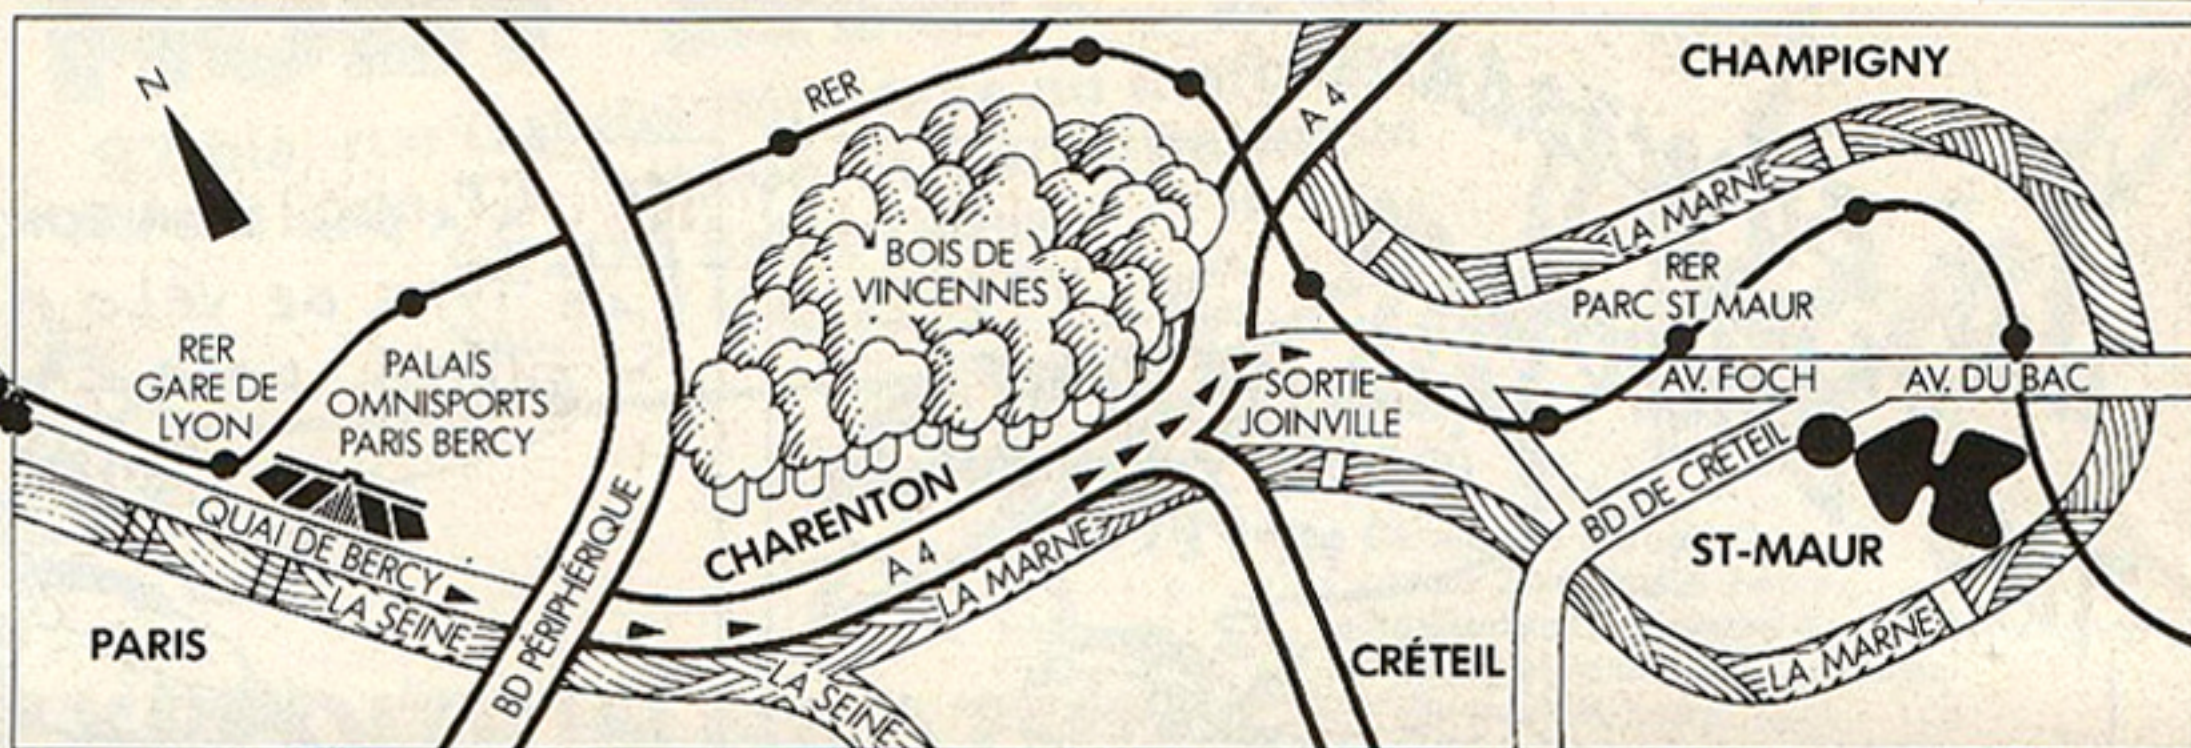 N
RER
CHAMPIGNY
A 4
LA MARNE
BOIS DE
VINCENNES
RER
PARC ST MAUR
RER
GARE DE
LYON
PALAIS
OMNISPORTS
PARIS BERCY
SORTIE
JOINVILLE
AV. FOCH
AV. DU BAC
QUAI DE BERCY
LA SEINE
PARIS
BD PÉRIPHÉRIQUE
CHARENTON
A 4
LA MARNE
LA SEINE
BD DE CRÉTEIL
ST-MAUR
CRÉTEIL
LA MARNE